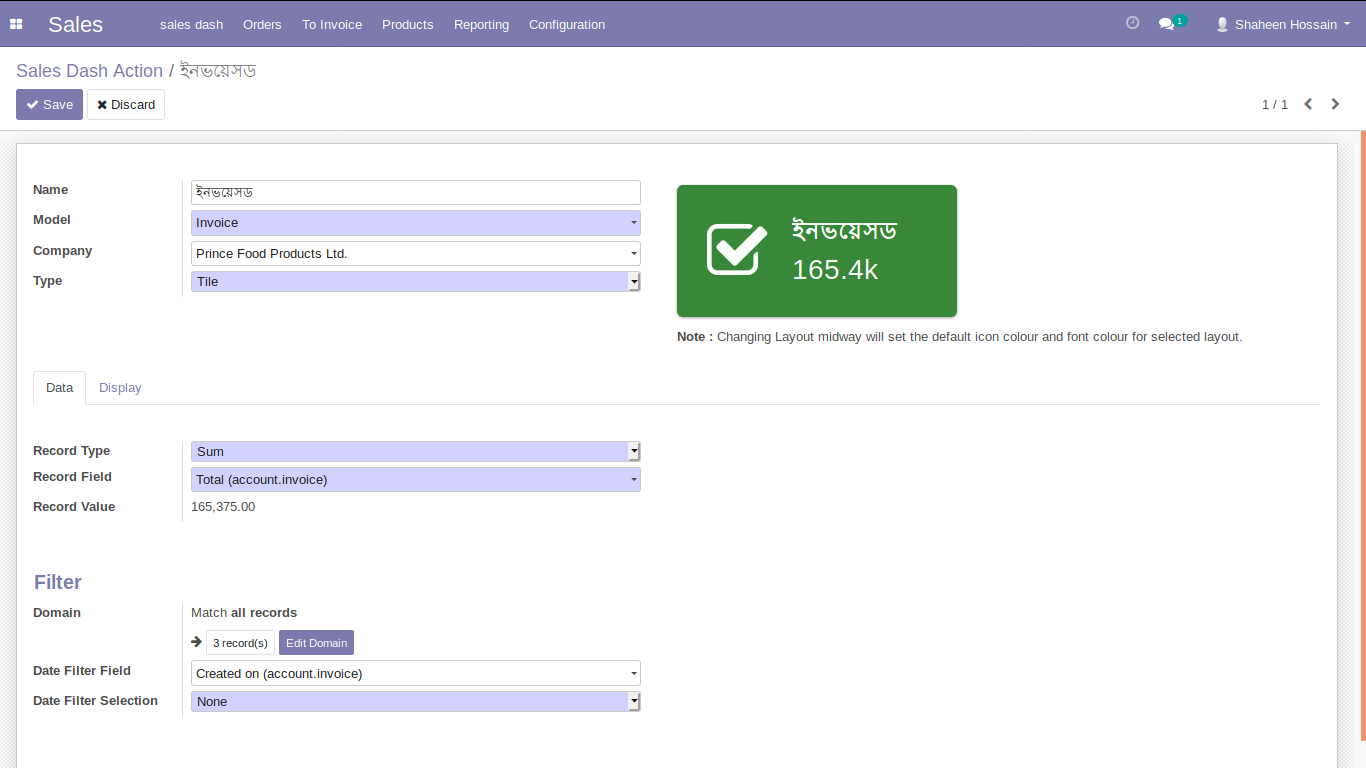 Sales sales dash Orders To Invoice Products Reporting Configuration 1 Shaheen Hossain
Sales Dash Action / ইনভয়েসড
Save Discard 1 / 1
Name ইনভয়েসড
Model Invoice
Company Prince Food Products Ltd.
Type Tile
ইনভয়েসড
165.4k
Note : Changing Layout midway will set the default icon colour and font colour for selected layout.
Data Display
Record Type Sum
Record Field Total (account.invoice)
Record Value 165,375.00
Filter
Domain Match all records
3 record(s) Edit Domain
Date Filter Field Created on (account.invoice)
Date Filter Selection None